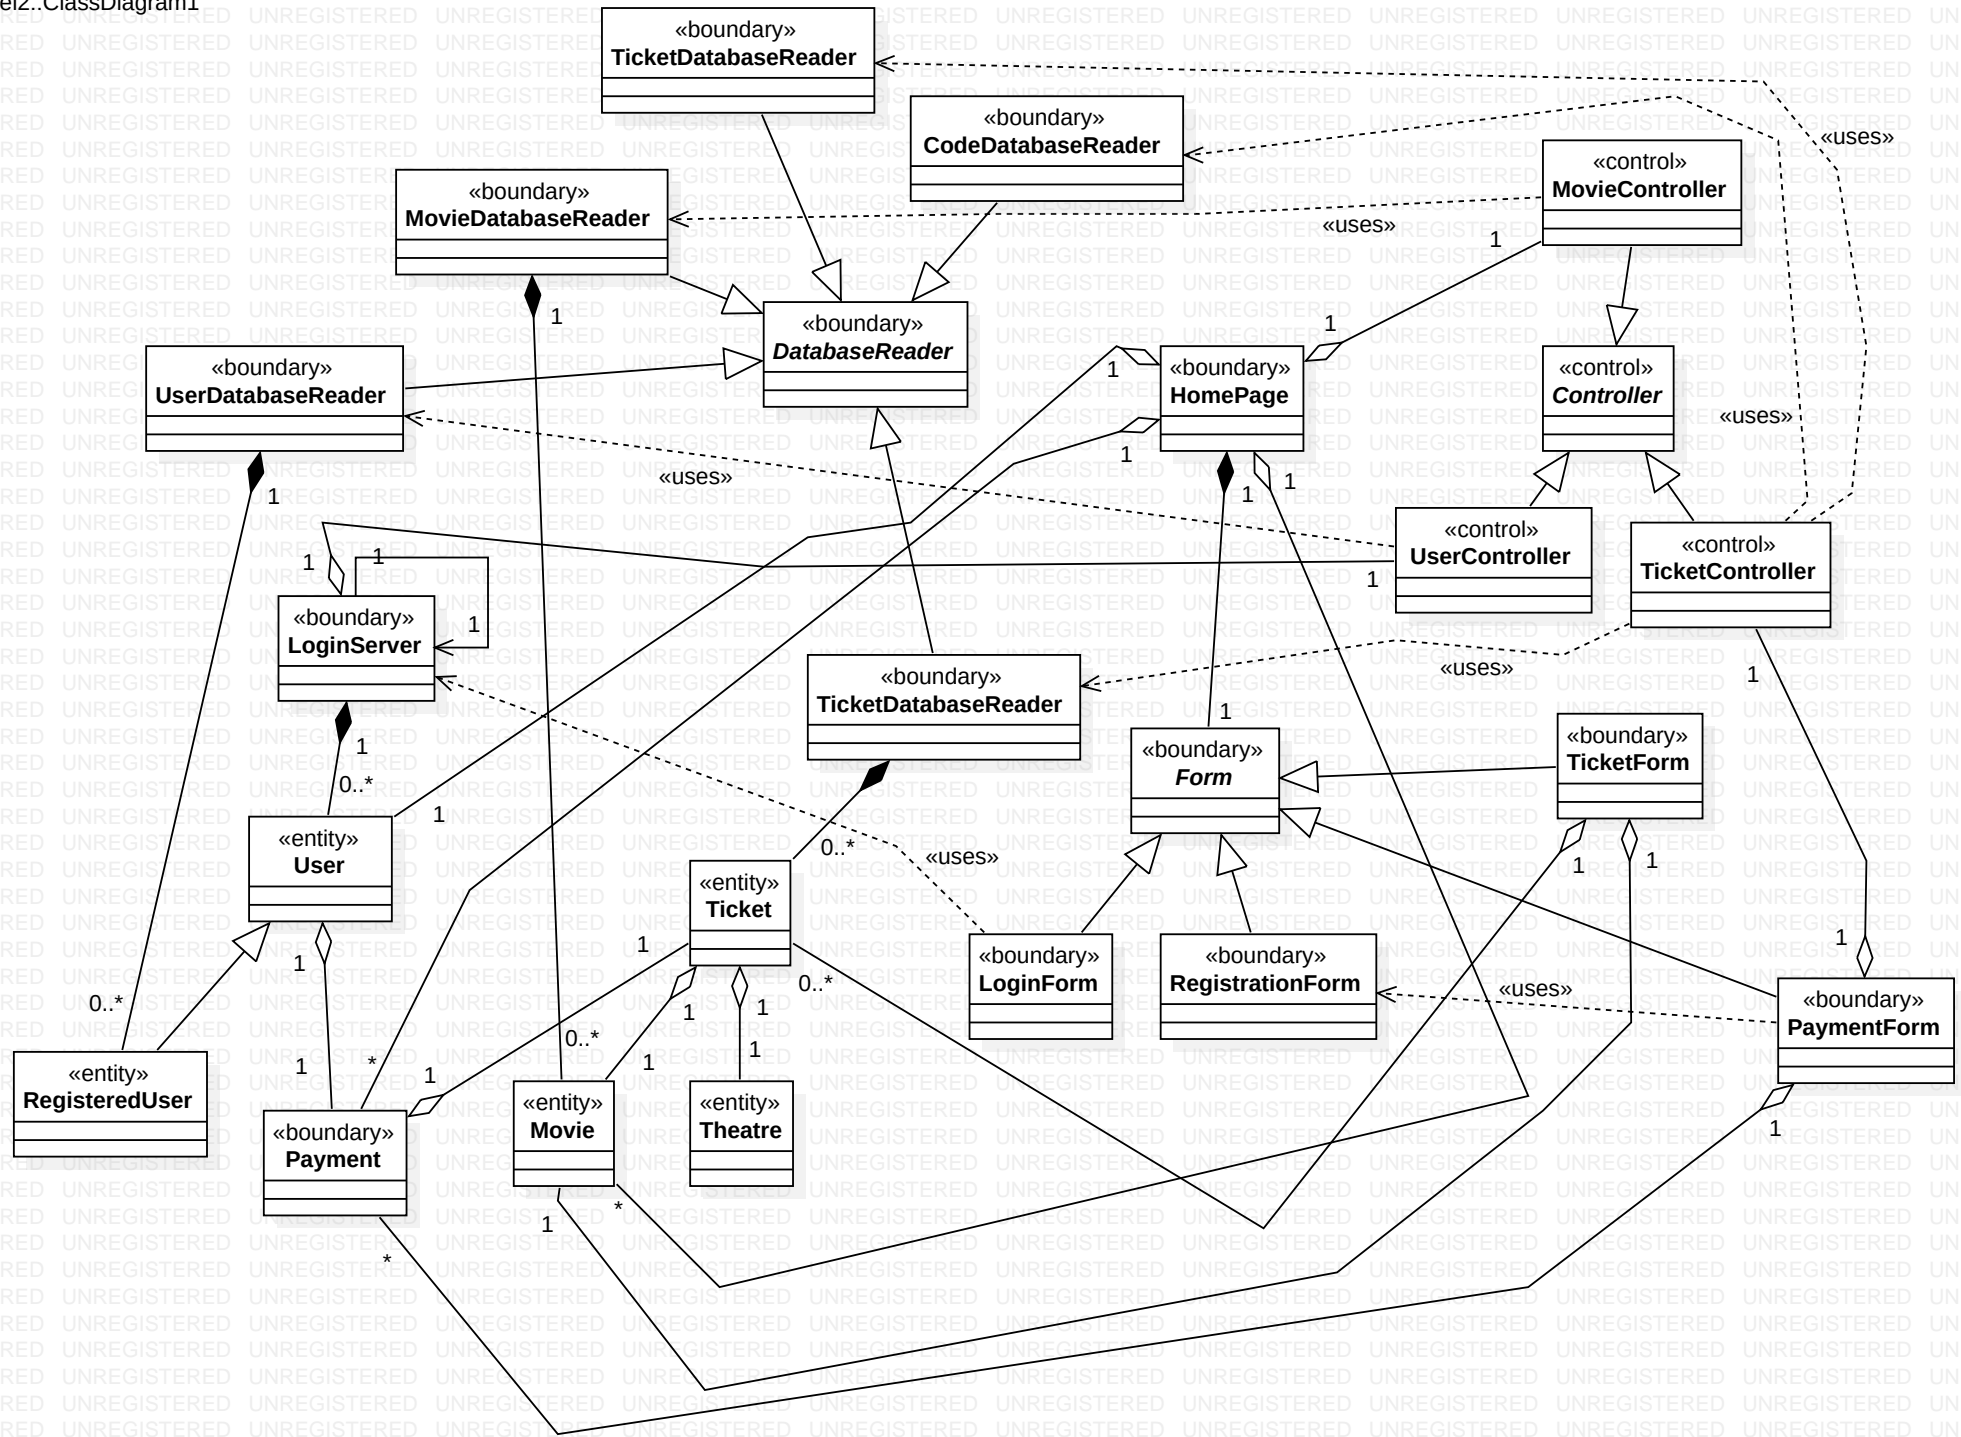 el2::ClassDiagram1
«boundary»
TicketDatabaseReader
«boundary»
CodeDatabaseReader
«uses»
«control»
MovieController
«boundary»
MovieDatabaseReader
«uses»
1
1
1
«boundary»
DatabaseReader
«boundary»
UserDatabaseReader
«boundary»
HomePage
1
1
«control»
Controller
«uses»
«uses»
1
1
1
«control»
UserController
«control»
TicketController
1
1
1
1
1
«boundary»
LoginServer
«uses»
1
«boundary»
TicketDatabaseReader
1
1
0..*
«boundary»
Form
«boundary»
TicketForm
1
«entity»
User
0..*
«uses»
1
1
«entity»
Ticket
1
1
0..*
«boundary»
LoginForm
«boundary»
RegistrationForm
«uses»
1
«boundary»
PaymentForm
0..*
1
1
1
0..*
1
1
1
*
1
«entity»
RegisteredUser
«boundary»
Payment
«entity»
Movie
«entity»
Theatre
1
*
1
*
UNREGISTERED